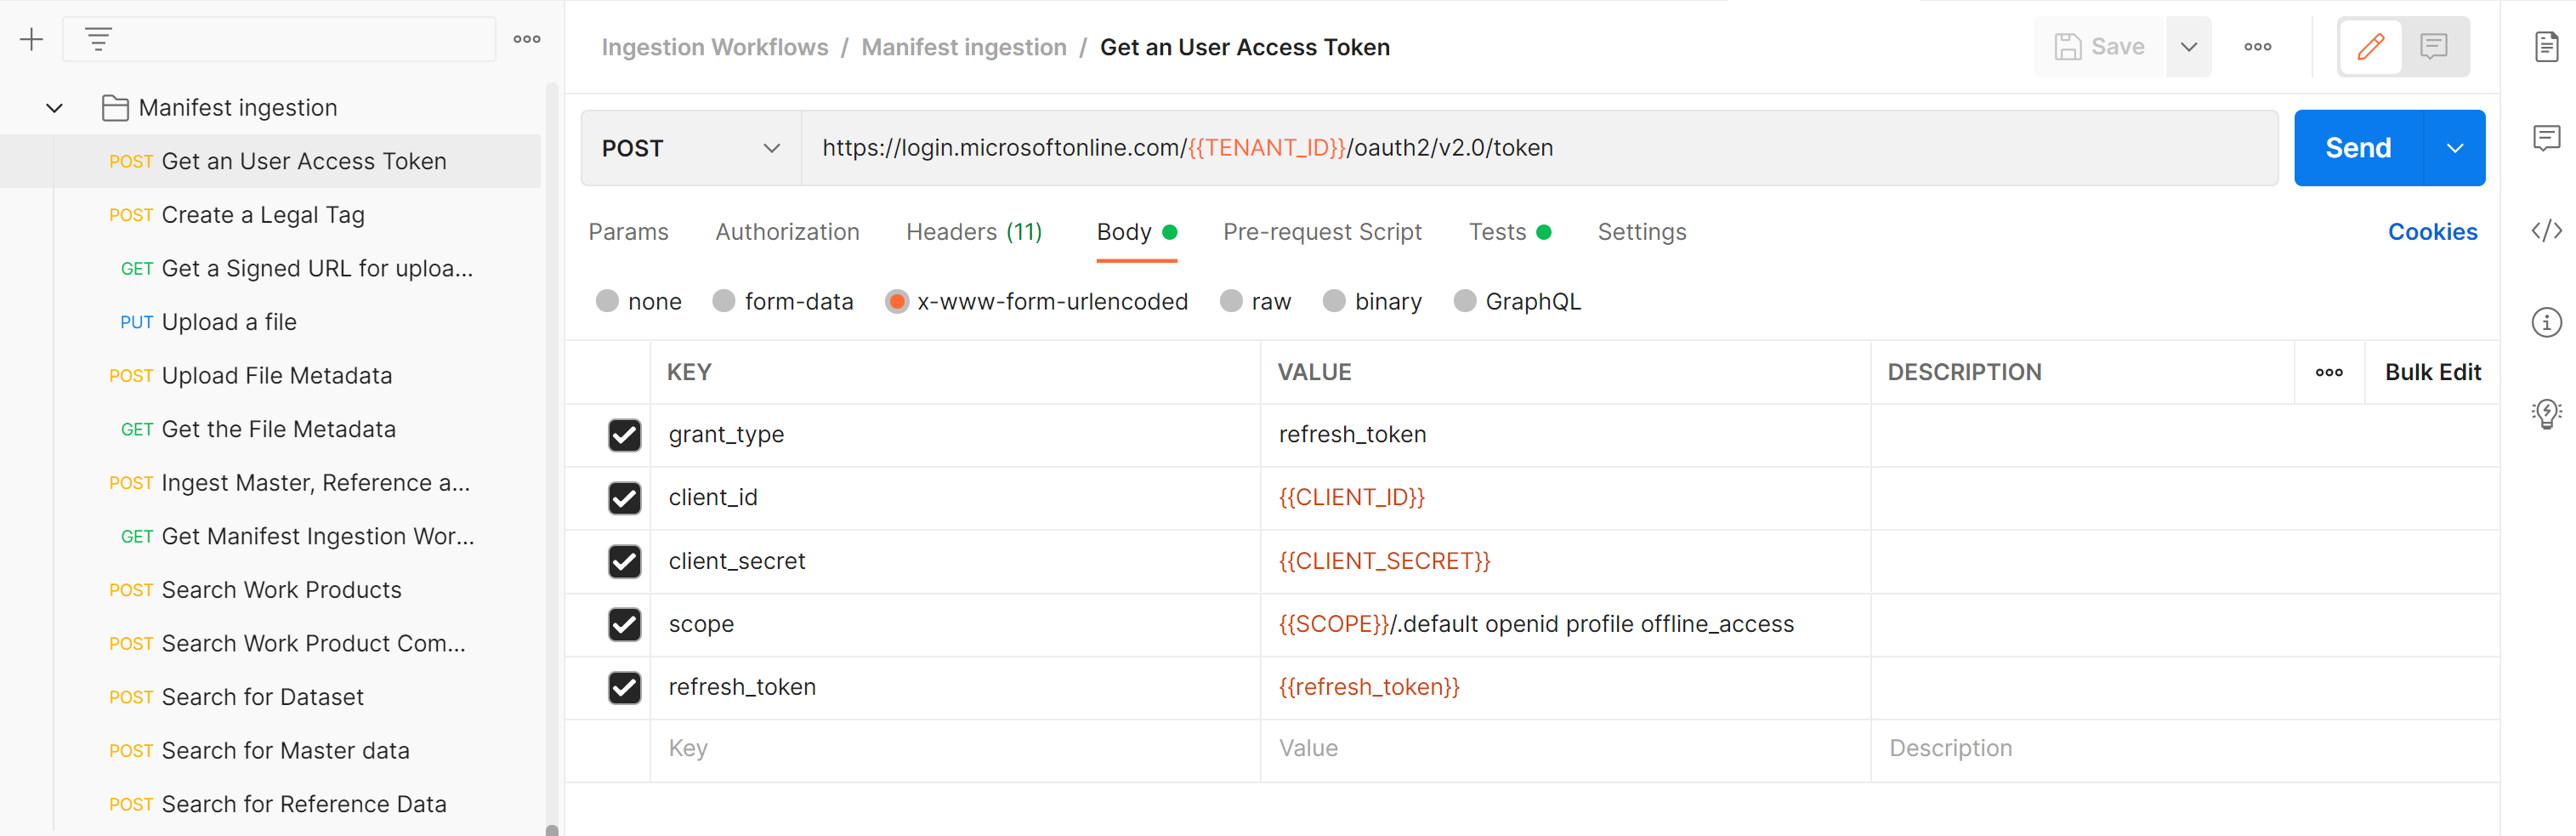 Manifest ingestion
POST Get an User Access Token
POST Create a Legal Tag
GET Get a Signed URL for uploa...
PUT Upload a file
POST Upload File Metadata
GET Get the File Metadata
POST Ingest Master, Reference a...
GET Get Manifest Ingestion Wor...
POST Search Work Products
POST Search Work Product Com...
POST Search for Dataset
POST Search for Master data
POST Search for Reference Data
Ingestion Workflows / Manifest ingestion / Get an User Access Token
Save
POST https://login.microsoftonline.com/{{TENANT_ID}}/oauth2/v2.0/token
Send
Params Authorization Headers (11) Body Pre-request Script Tests Settings Cookies
none form-data x-www-form-urlencoded raw binary GraphQL
KEY VALUE DESCRIPTION Bulk Edit
grant_type refresh_token
client_id {{CLIENT_ID}}
client_secret {{CLIENT_SECRET}}
scope {{SCOPE}}/.default openid profile offline_access
refresh_token {{refresh_token}}
Key Value Description